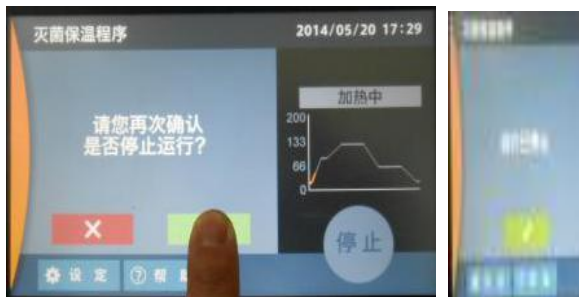 灭菌保温程序
2014/05/20 17:29
请您再次确认
是否停止运行?
加热中
200
133
66
0
停止
设 定
帮